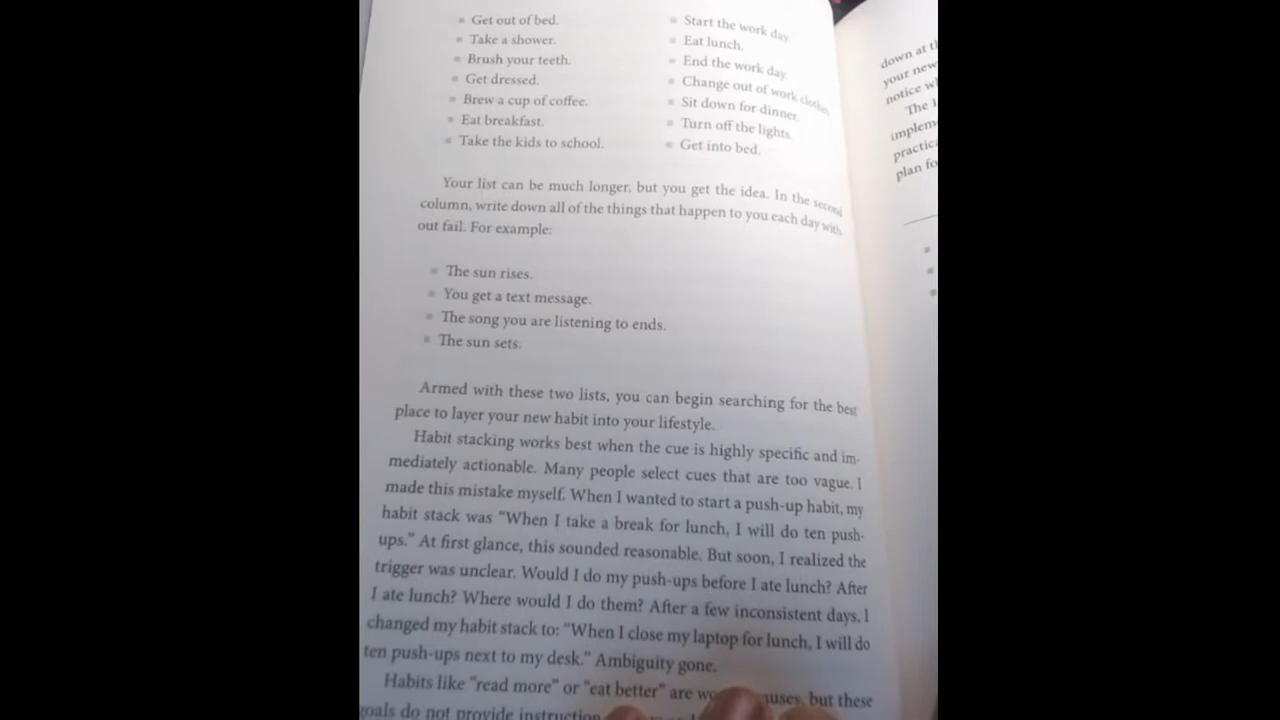 Get out of bed.
Take a shower.
Brush your teeth.
Get dressed.
Brew a cup of coffee.
Eat breakfast.
Take the kids to school.
Start the work day.
Eat lunch.
End the work day.
Change out of work clothes.
Sit down for dinner.
Turn off the lights.
Get into bed.
Your list can be much longer, but you get the idea. In the second
column, write down all of the things that happen to you each day with-
out fail. For example:
The sun rises.
You get a text message.
The song you are listening to ends.
The sun sets.
Armed with these two lists, you can begin searching for the best
place to layer your new habit into your lifestyle.
Habit stacking works best when the cue is highly specific and im-
mediately actionable. Many people select cues that are too vague. I
made this mistake myself. When I wanted to start a push-up habit, my
habit stack was “When I take a break for lunch, I will do ten push-
ups.” At first glance, this sounded reasonable. But soon, I realized the
trigger was unclear. Would I do my push-ups before I ate lunch? After
I ate lunch? Where would I do them? After a few inconsistent days, I
changed my habit stack to: “When I close my laptop for lunch, I will do
ten push-ups next to my desk.” Ambiguity gone.
Habits like “read more” or “eat better” are but these
goals do not provide instruction
down at
your new
notice
The
plan